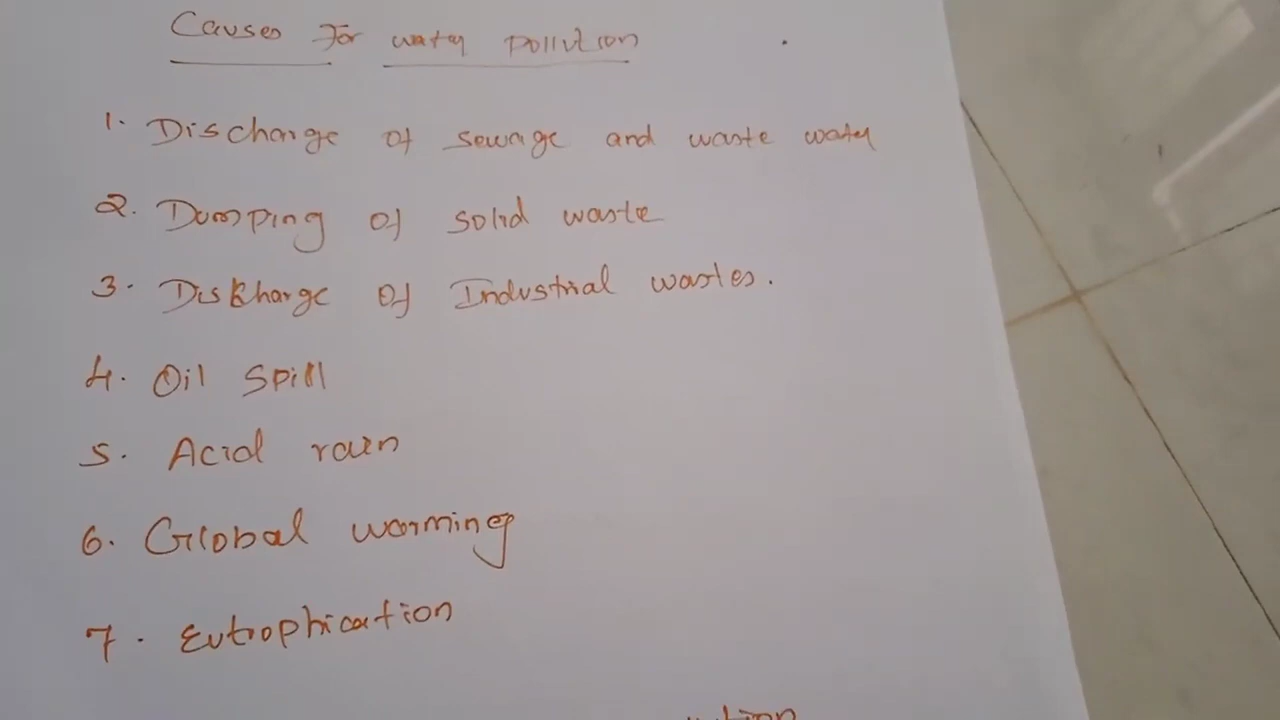 Causes for water pollution
1. Discharge of sewage and waste water
2. Dumping of solid waste
3. Discharge of Industrial wastes.
4. Oil spill
5. Acid rain
6. Global warming
7. Eutrophication